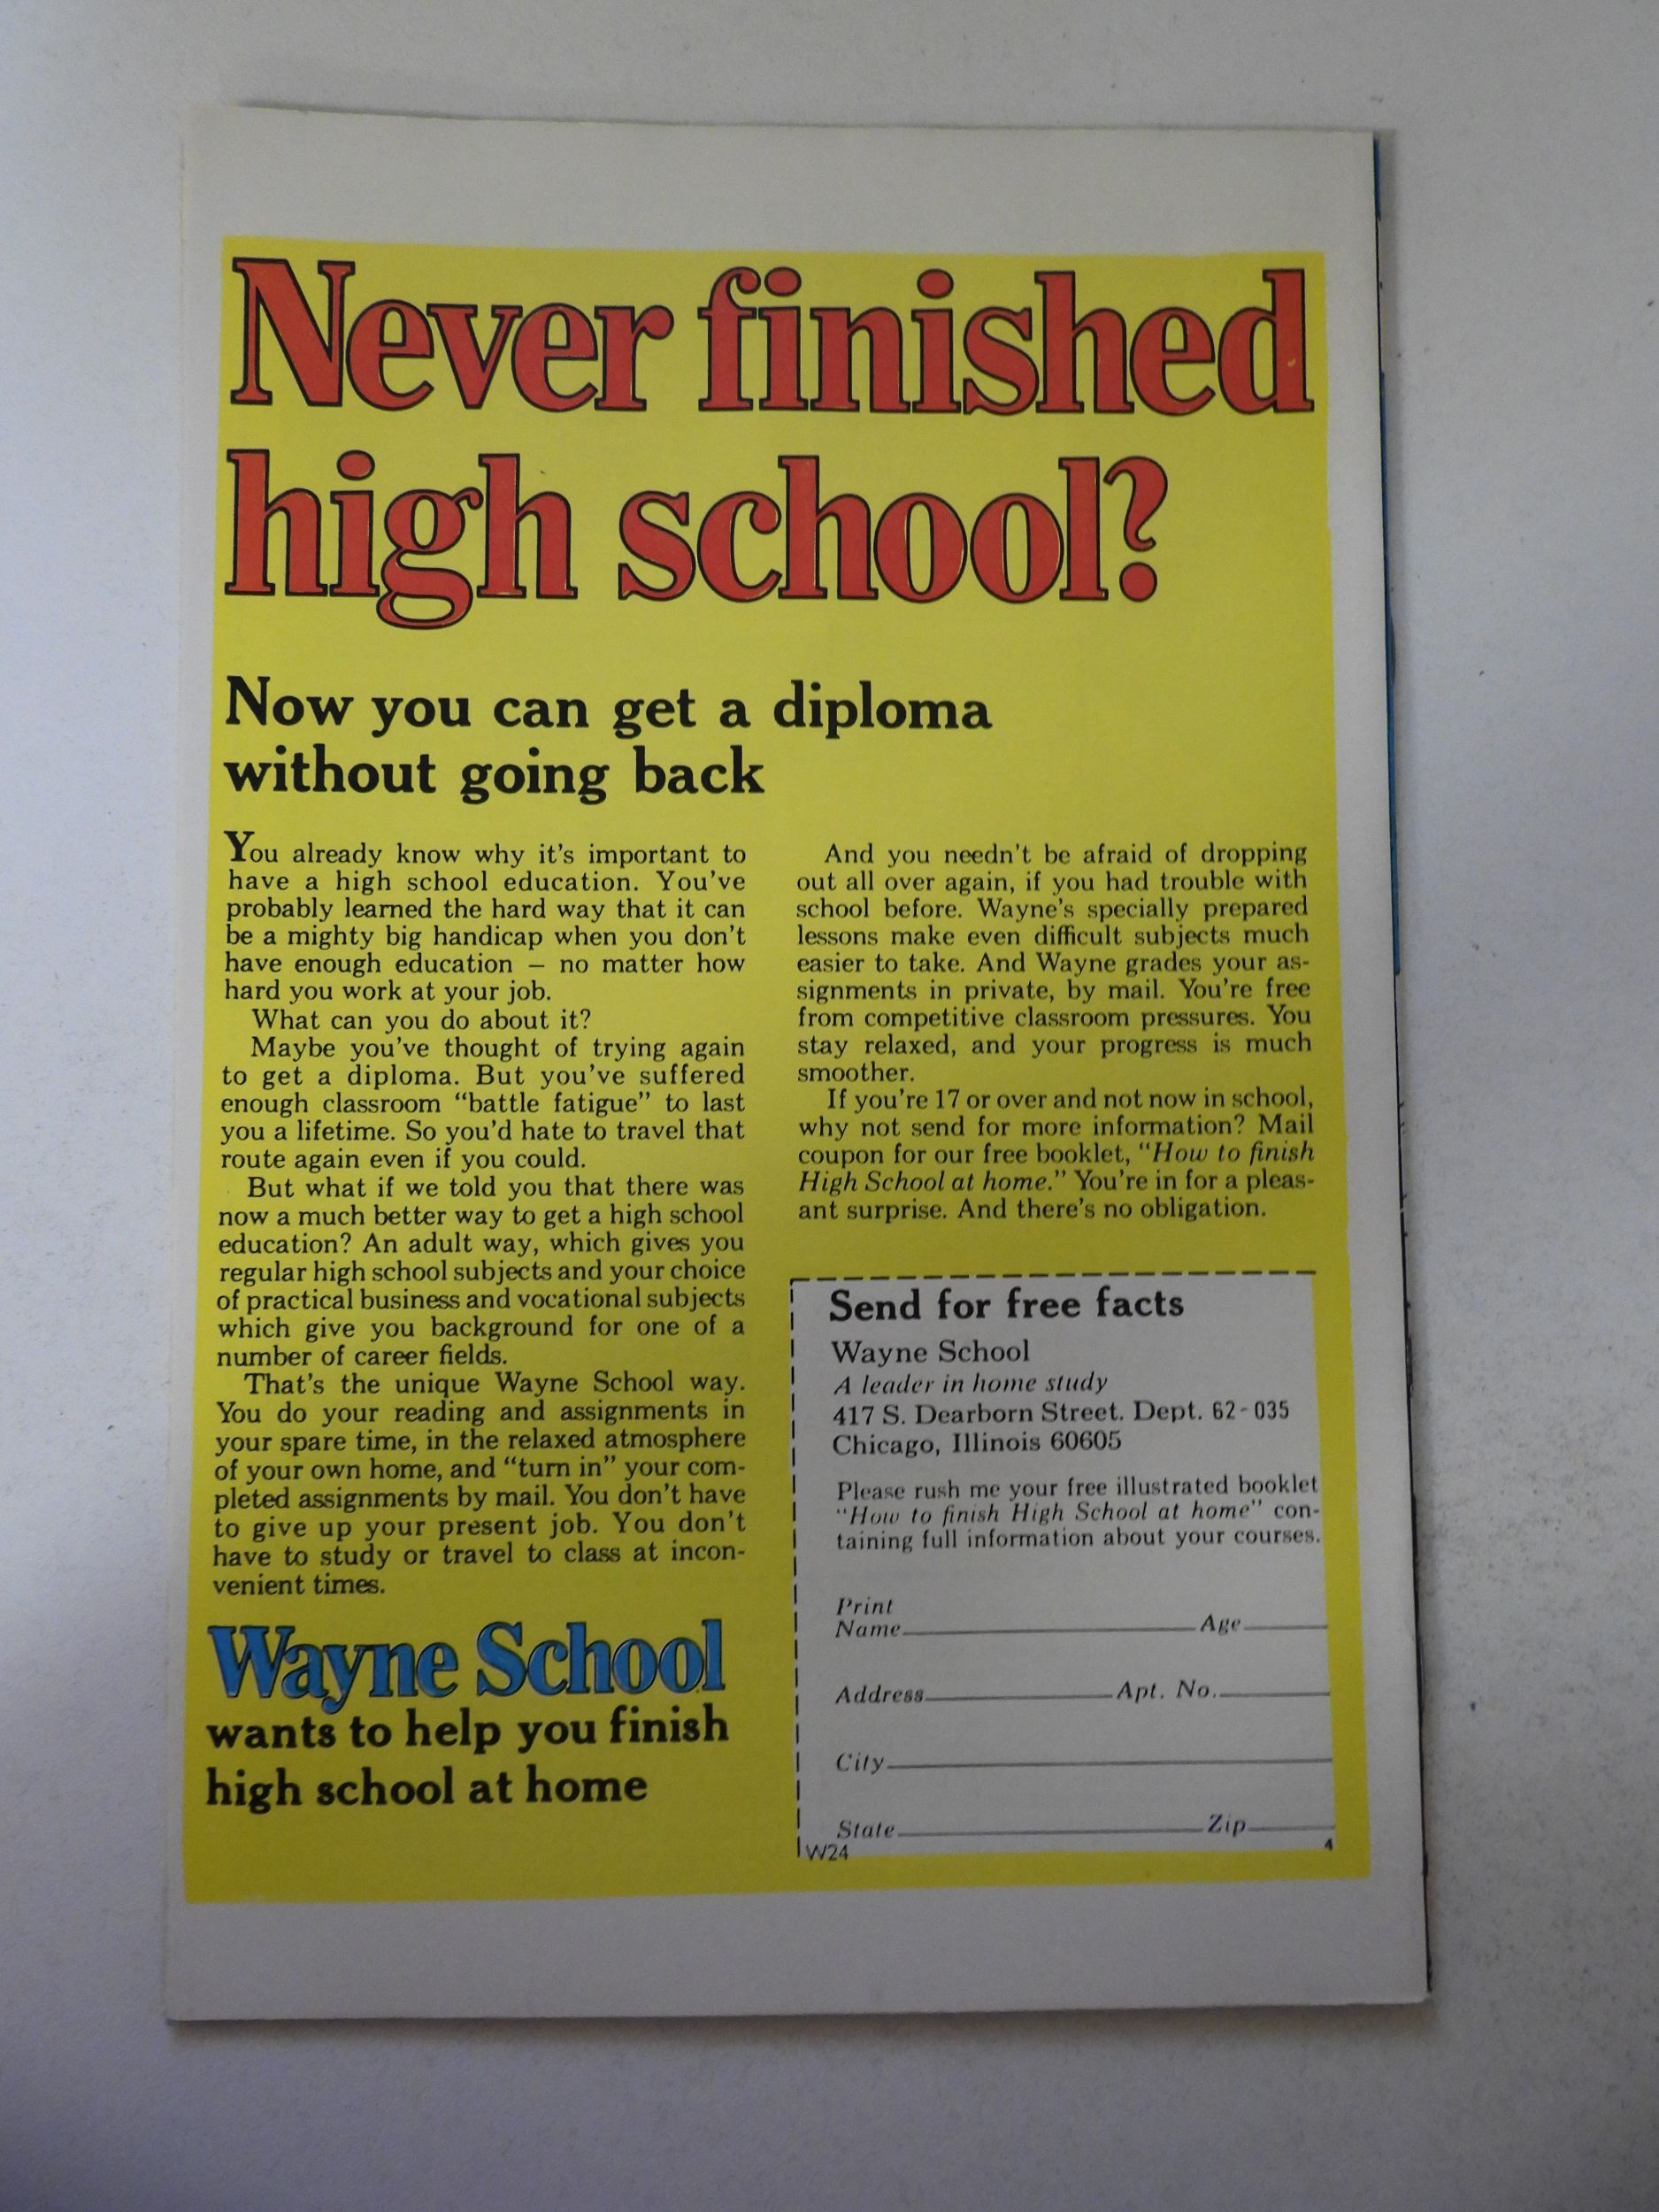 Never finished
high school?
Now you can get a diploma
without going back
You already know why it's important to
have a high school education. You've
probably learned the hard way that it can
be a mighty big handicap when you don't
have enough education – no matter how
hard you work at your job.
What can you do about it?
Maybe you've thought of trying again
to get a diploma. But you've suffered
enough classroom "battle fatigue" to last
you a lifetime. So you'd hate to travel that
route again even if you could.
But what if we told you that there was
now a much better way to get a high school
education? An adult way, which gives you
regular high school subjects and your choice
of practical business and vocational subjects
which give you background for one of a
number of career fields.
That's the unique Wayne School way.
You do your reading and assignments in
your spare time, in the relaxed atmosphere
of your own home, and "turn in" your com-
pleted assignments by mail. You don't have
to give up your present job. You don't
have to study or travel to class at incon-
venient times.
Wayne School
wants to help you finish
high school at home
And you needn't be afraid of dropping
out all over again, if you had trouble with
school before. Wayne's specially prepared
lessons make even difficult subjects much
easier to take. And Wayne grades your as-
signments in private, by mail. You're free
from competitive classroom pressures. You
stay relaxed, and your progress is much
smoother.
If you're 17 or over and not now in school,
why not send for more information? Mail
coupon for our free booklet, "How to finish
High School at home." You're in for a pleas-
ant surprise. And there's no obligation.
Send for free facts
Wayne School
A leader in home study
417 S. Dearborn Street. Dept. 62-035
Chicago, Illinois 60605
Please rush me your free illustrated booklet
"How to finish High School at home" con-
taining full information about your courses.
Print
Name Age
Address Apt. No.
City
State Zip
W24 4